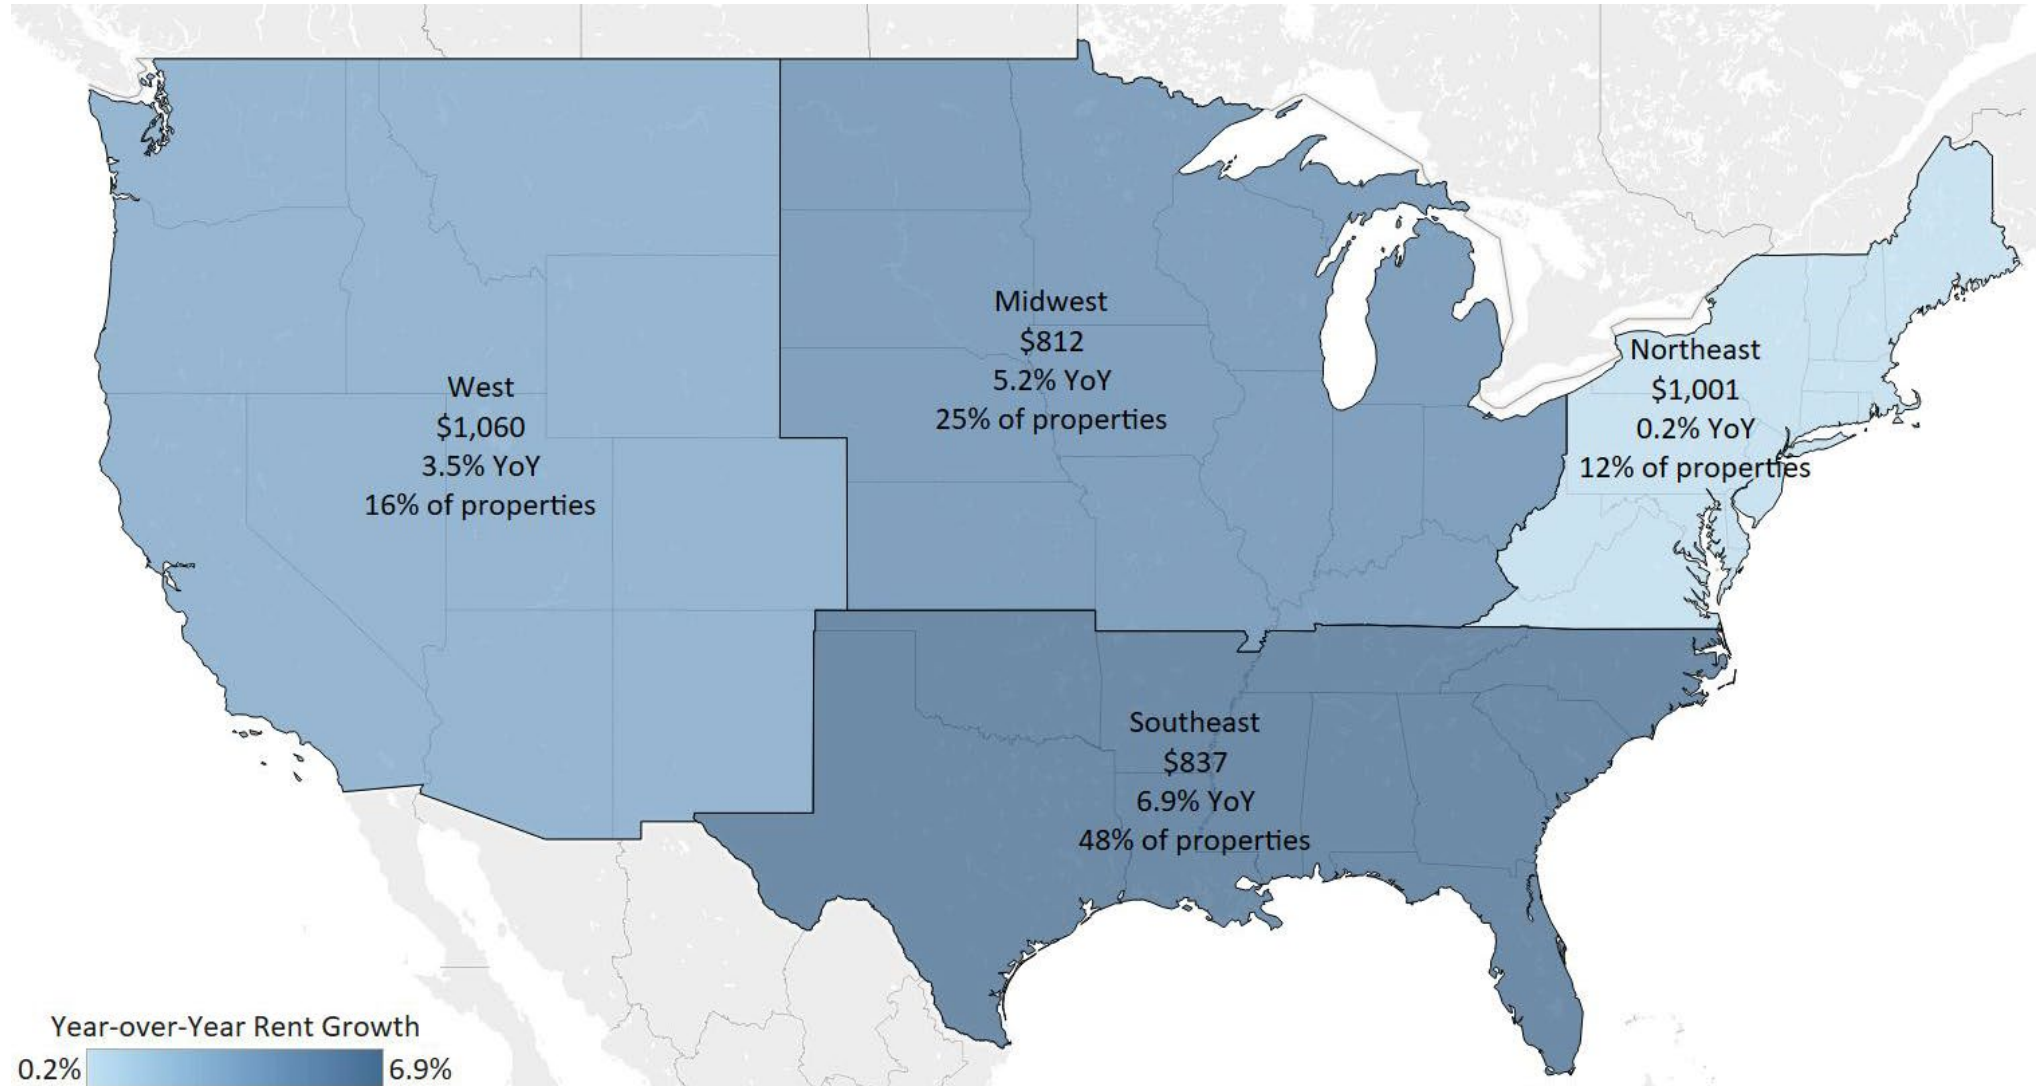 Midwest
$812
5.2% YoY
25% of properties
Northeast
$1,001
0.2% YoY
12% of properties
West
$1,060
3.5% YoY
16% of properties
Southeast
$837
6.9% YoY
48% of properties
Year-over-Year Rent Growth
0.2% 6.9%